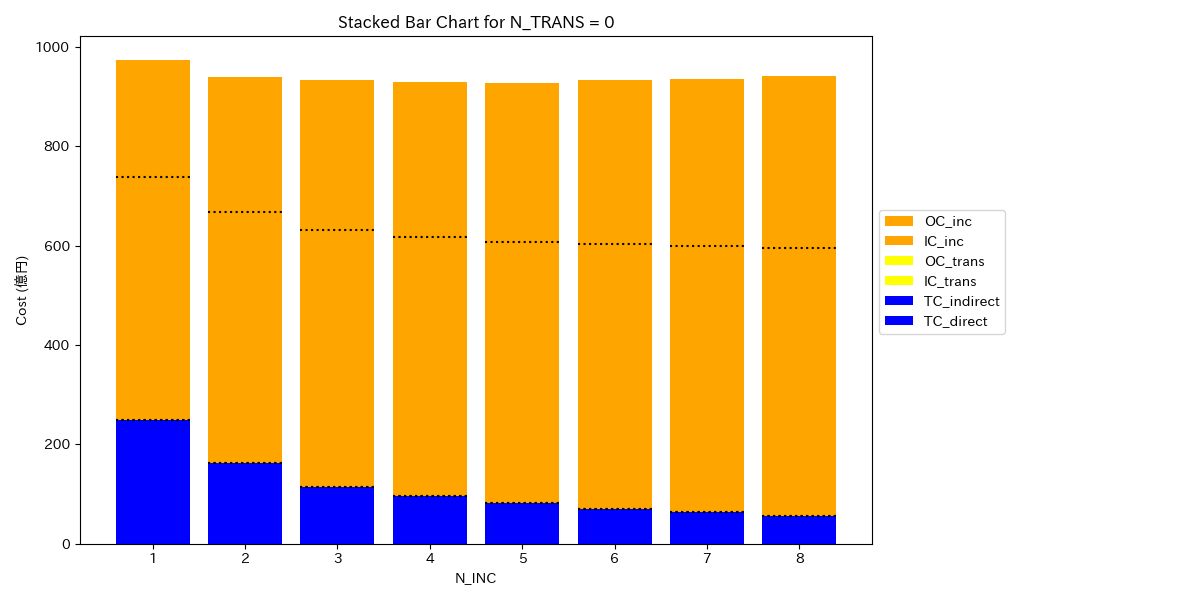 Stacked Bar Chart for N_TRANS = 0
1000
800
600
400
200
0
Cost (億円)
1 2 3 4 5 6 7 8
N_INC
OC_inc
IC_inc
OC_trans
IC_trans
TC_indirect
TC_direct